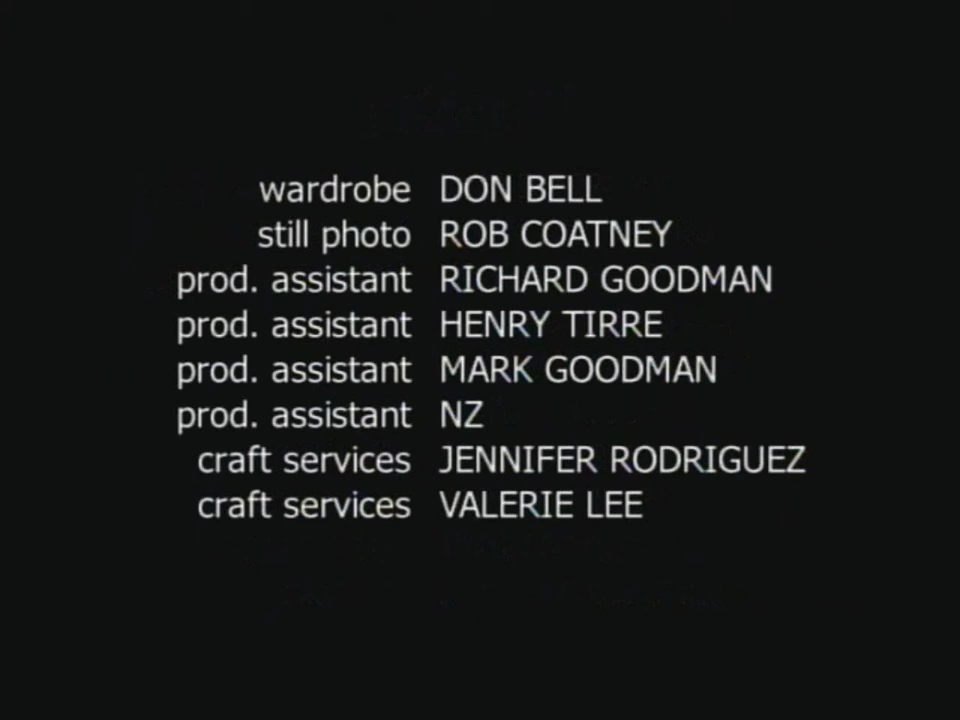 wardrobe DON BELL
still photo ROB COATNEY
prod. assistant RICHARD GOODMAN
prod. assistant HENRY TIRRE
prod. assistant MARK GOODMAN
prod. assistant NZ
craft services JENNIFER RODRIGUEZ
craft services VALERIE LEE